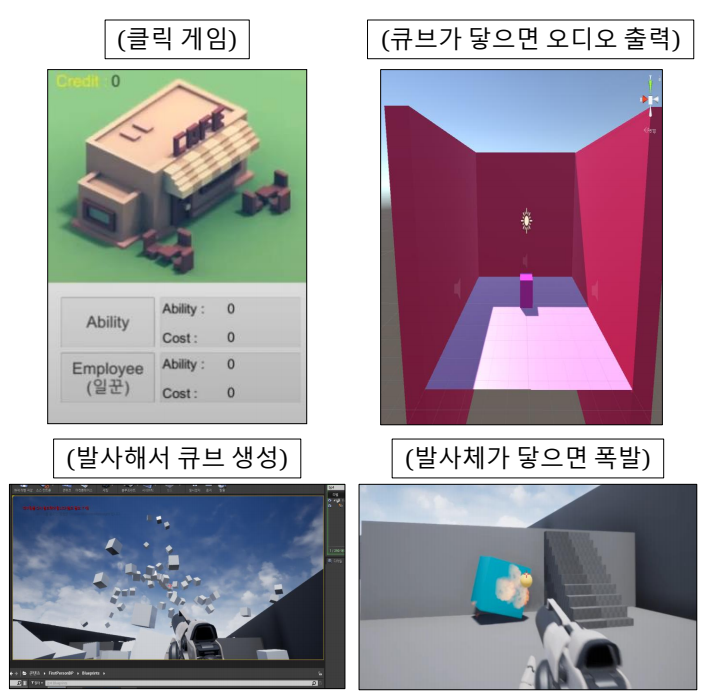 (클릭 게임)
(큐브가 닿으면 오디오 출력)
Credit : 0
CAFE
Ability
Ability : 0
Cost : 0
Employee
(일꾼)
Ability : 0
Cost : 0
(발사해서 큐브 생성)
(발사체가 닿으면 폭발)
FirstPersonBP
Blueprints